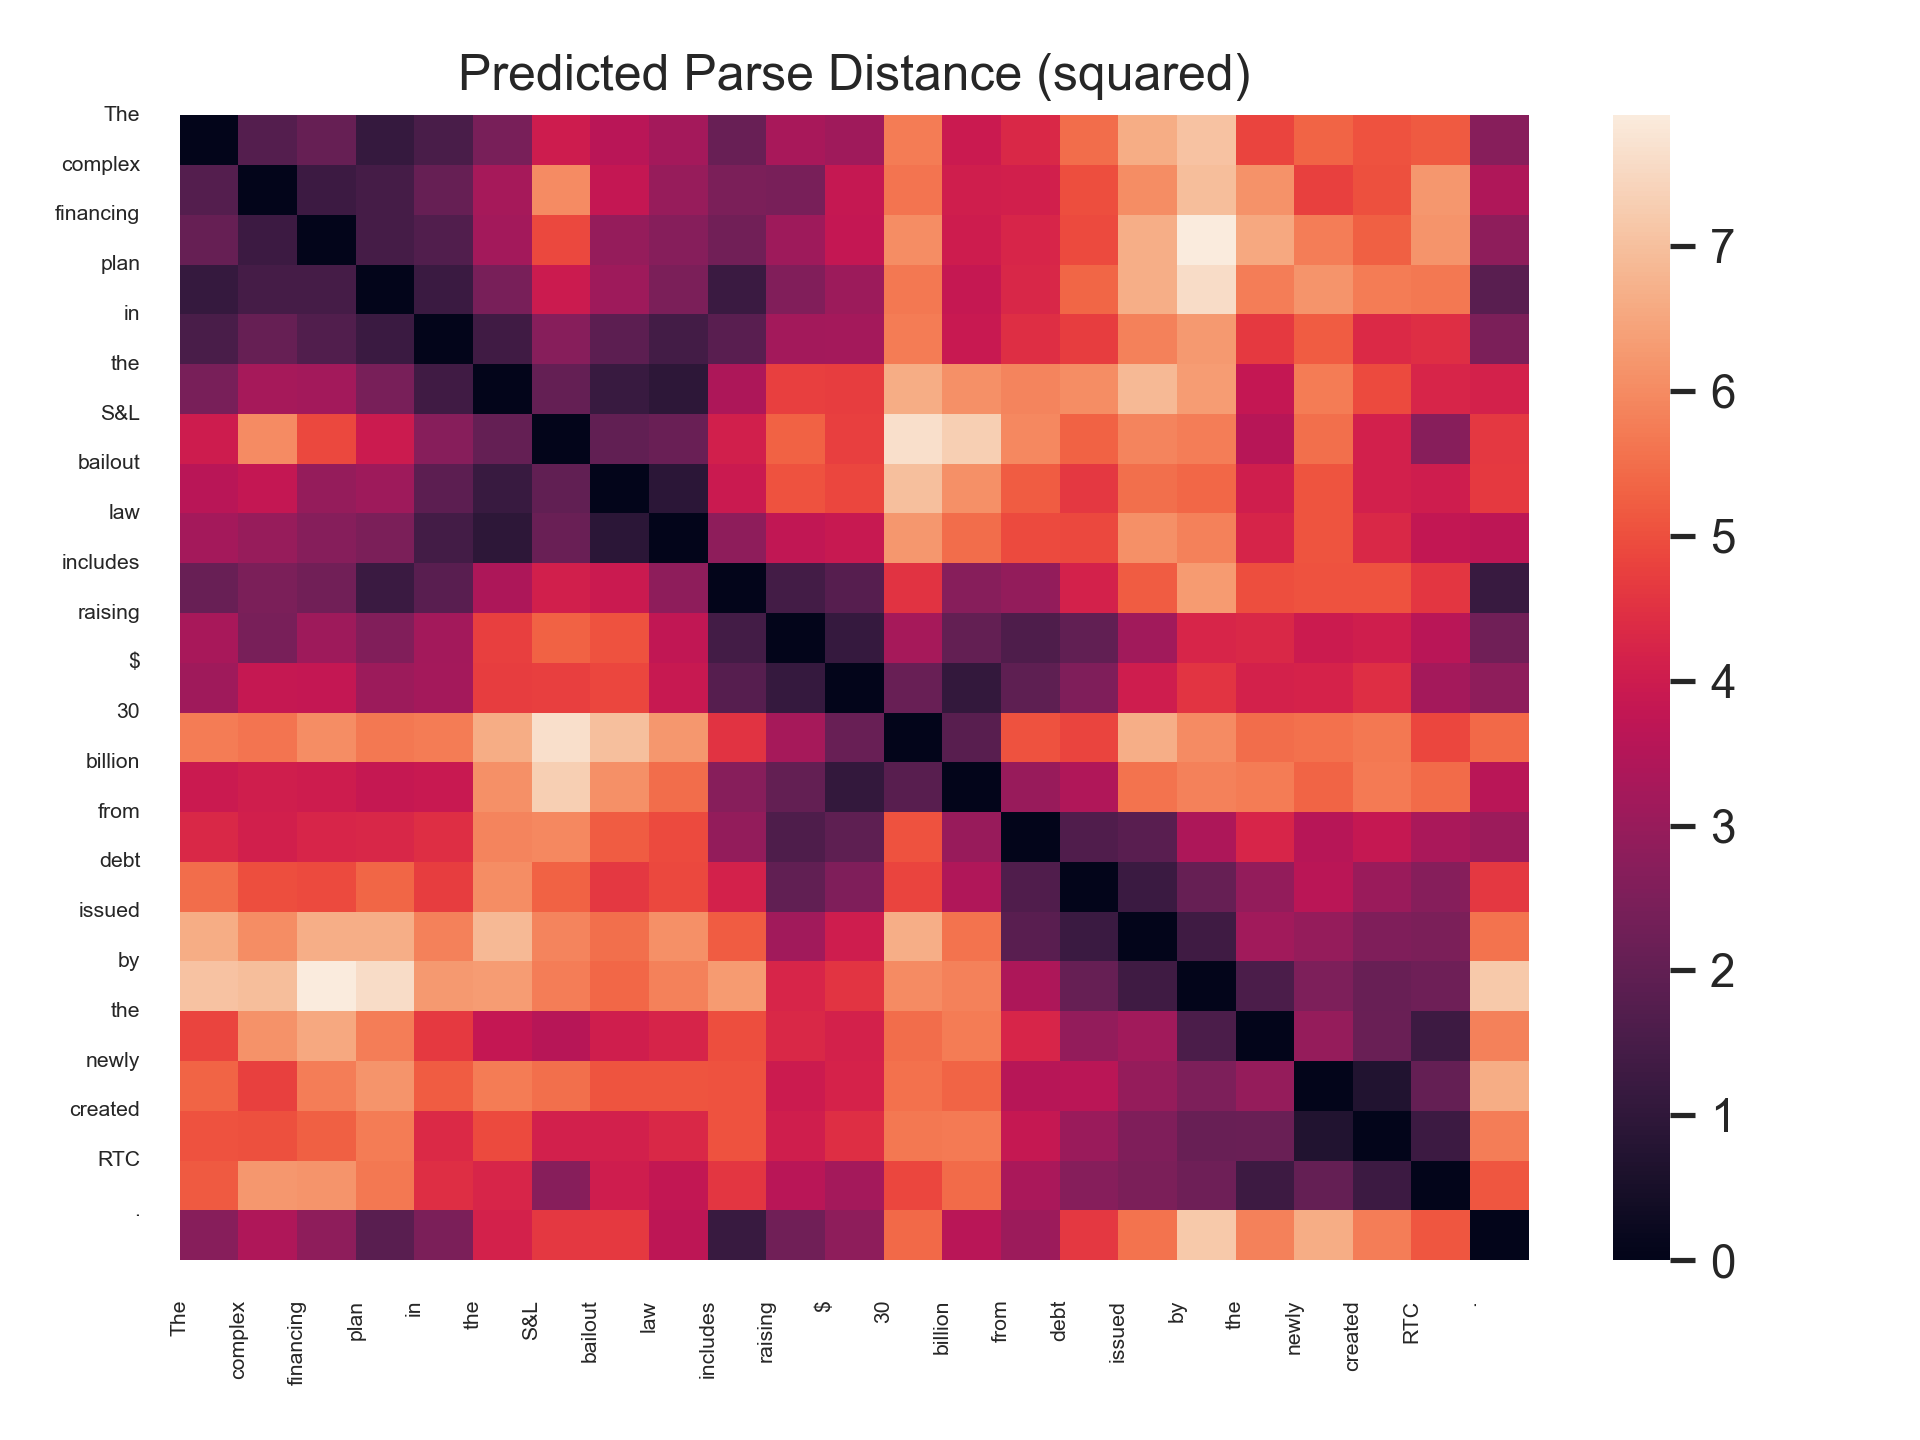 Predicted Parse Distance (squared)
The
complex
financing
plan
in
the
S&L
bailout
law
includes
raising
$
30
billion
from
debt
issued
by
the
newly
created
RTC
.
7
6
5
4
3
2
1
0
The
complex
financing
plan
in
the
S&L
bailout
law
includes
raising
$
30
billion
from
debt
issued
by
the
newly
created
RTC
.